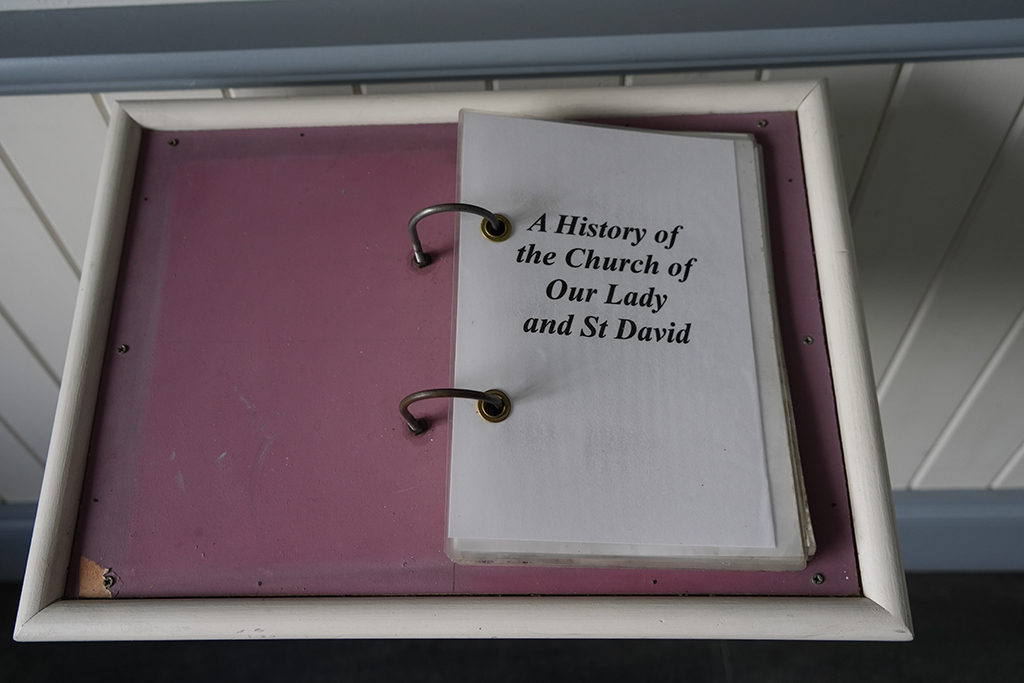 A History of
the Church of
Our Lady
and St David